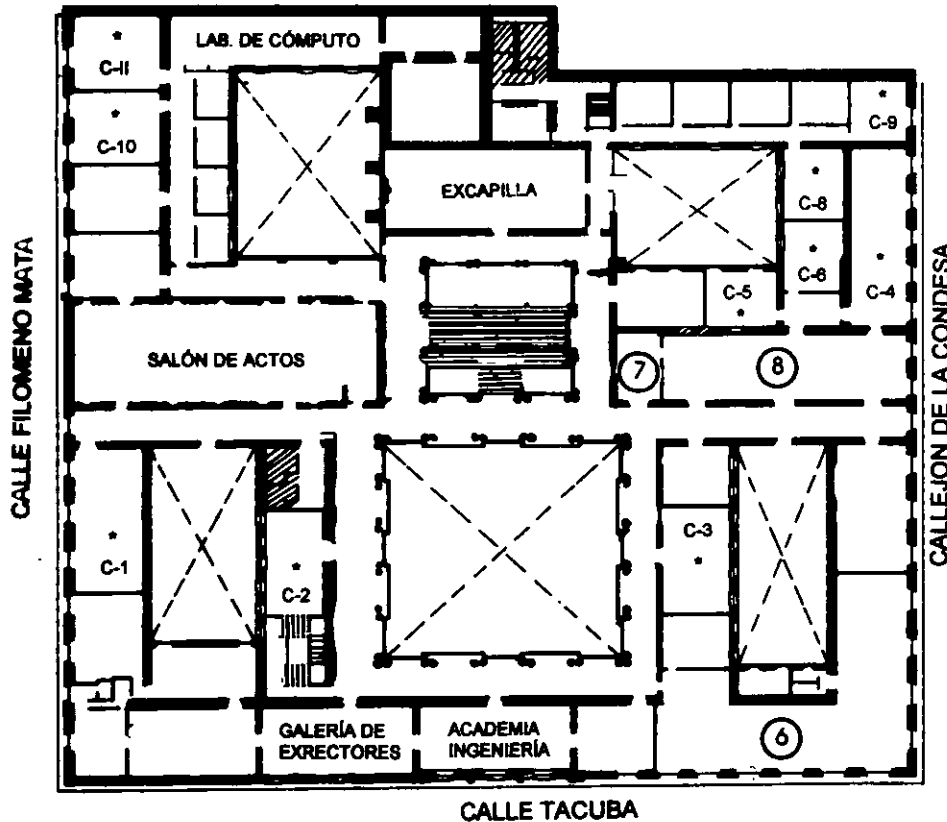 LAB. DE CÓMPUTO
*
C-11
*
C-9
*
C-10
*
C-8
EXCAPILLA
*
C-6
*
C-4
C-5
*
SALÓN DE ACTOS
7
8
CALLE FILOMENO MATA
CALLEJON DE LA CONDESA
*
C-1
*
C-2
C-3
*
GALERÍA DE
EXRECTORES
ACADEMIA
INGENIERÍA
6
CALLE TACUBA